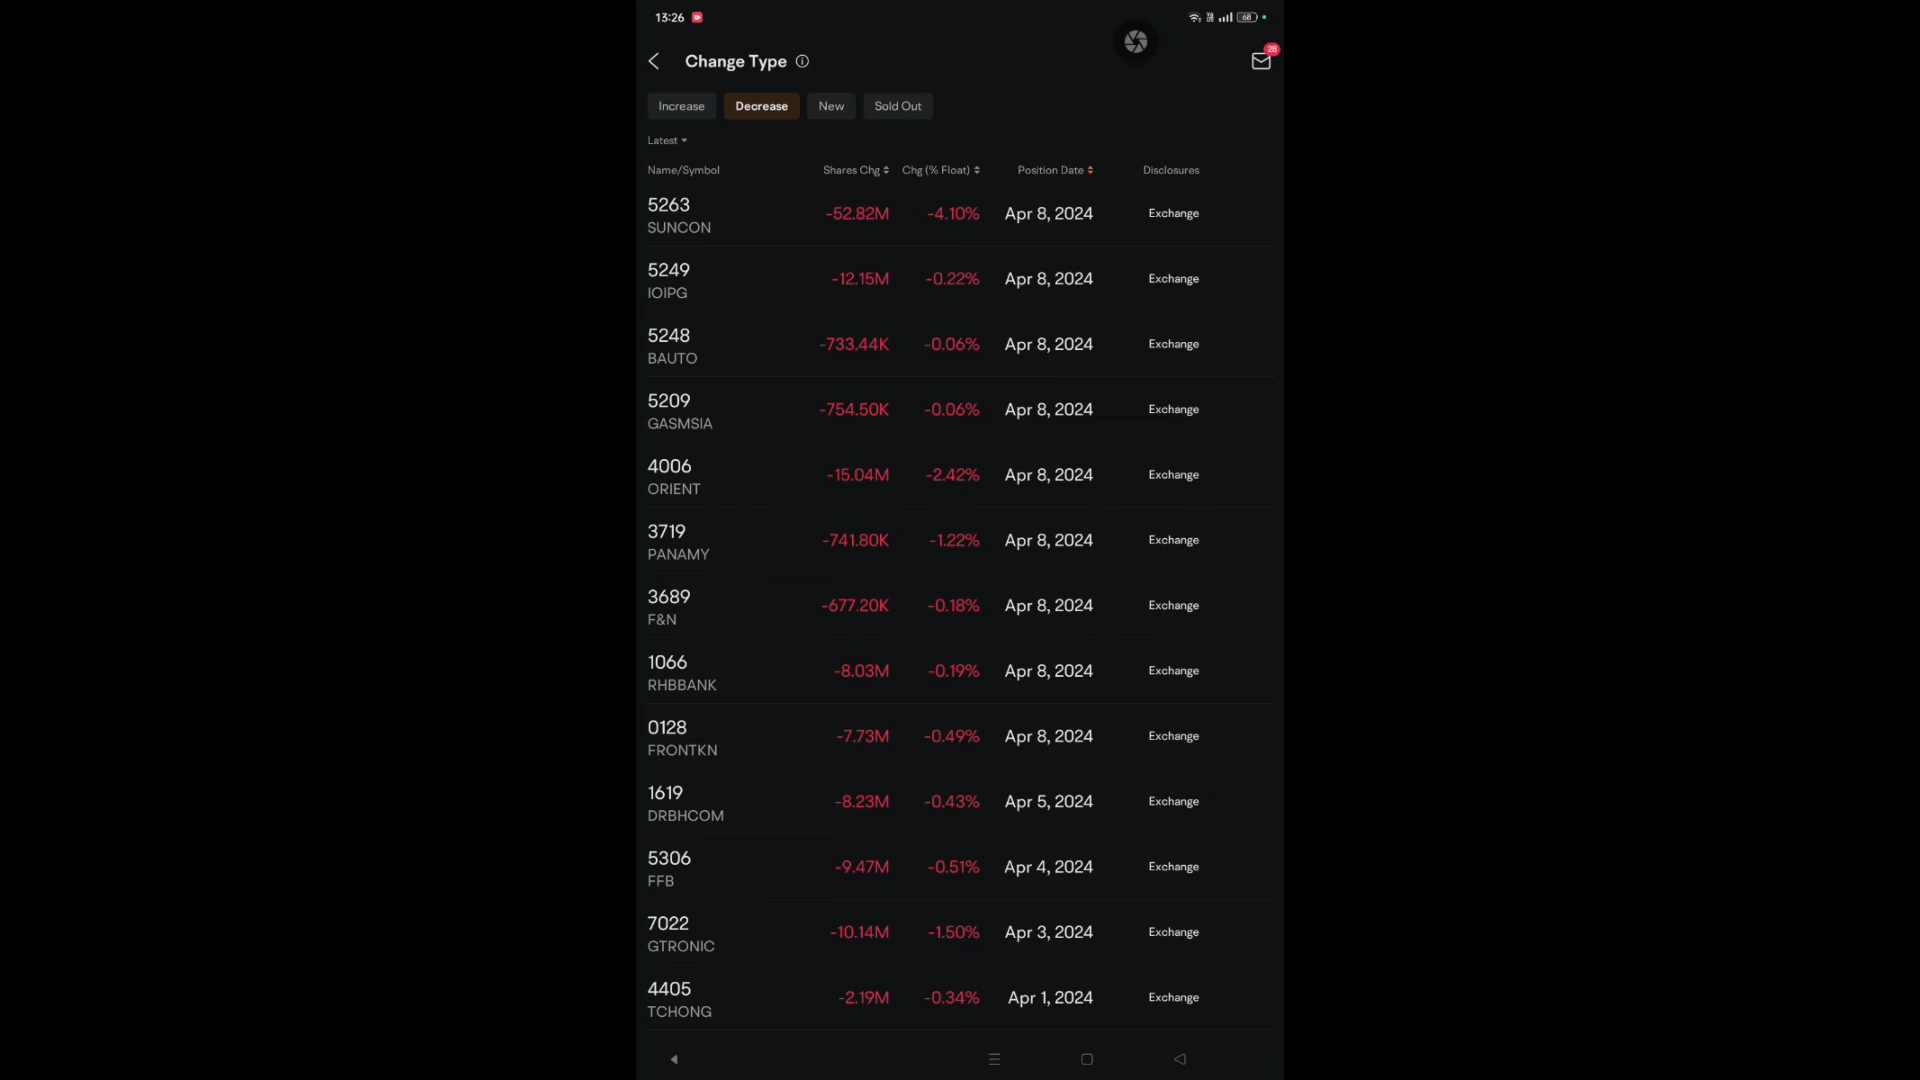 13:26
68
Change Type
28
Increase Decrease New Sold Out
Latest
Name/Symbol Shares Chg Chg (% Float) Position Date Disclosures
5263 -52.82M -4.10% Apr 8, 2024 Exchange
SUNCON
5249 -12.15M -0.22% Apr 8, 2024 Exchange
IOIPG
5248 -733.44K -0.06% Apr 8, 2024 Exchange
BAUTO
5209 -754.50K -0.06% Apr 8, 2024 Exchange
GASMSIA
4006 -15.04M -2.42% Apr 8, 2024 Exchange
ORIENT
3719 -741.80K -1.22% Apr 8, 2024 Exchange
PANAMY
3689 -677.20K -0.18% Apr 8, 2024 Exchange
F&N
1066 -8.03M -0.19% Apr 8, 2024 Exchange
RHBBANK
0128 -7.73M -0.49% Apr 8, 2024 Exchange
FRONTKN
1619 -8.23M -0.43% Apr 5, 2024 Exchange
DRBHCOM
5306 -9.47M -0.51% Apr 4, 2024 Exchange
FFB
7022 -10.14M -1.50% Apr 3, 2024 Exchange
GTRONIC
4405 -2.19M -0.34% Apr 1, 2024 Exchange
TCHONG